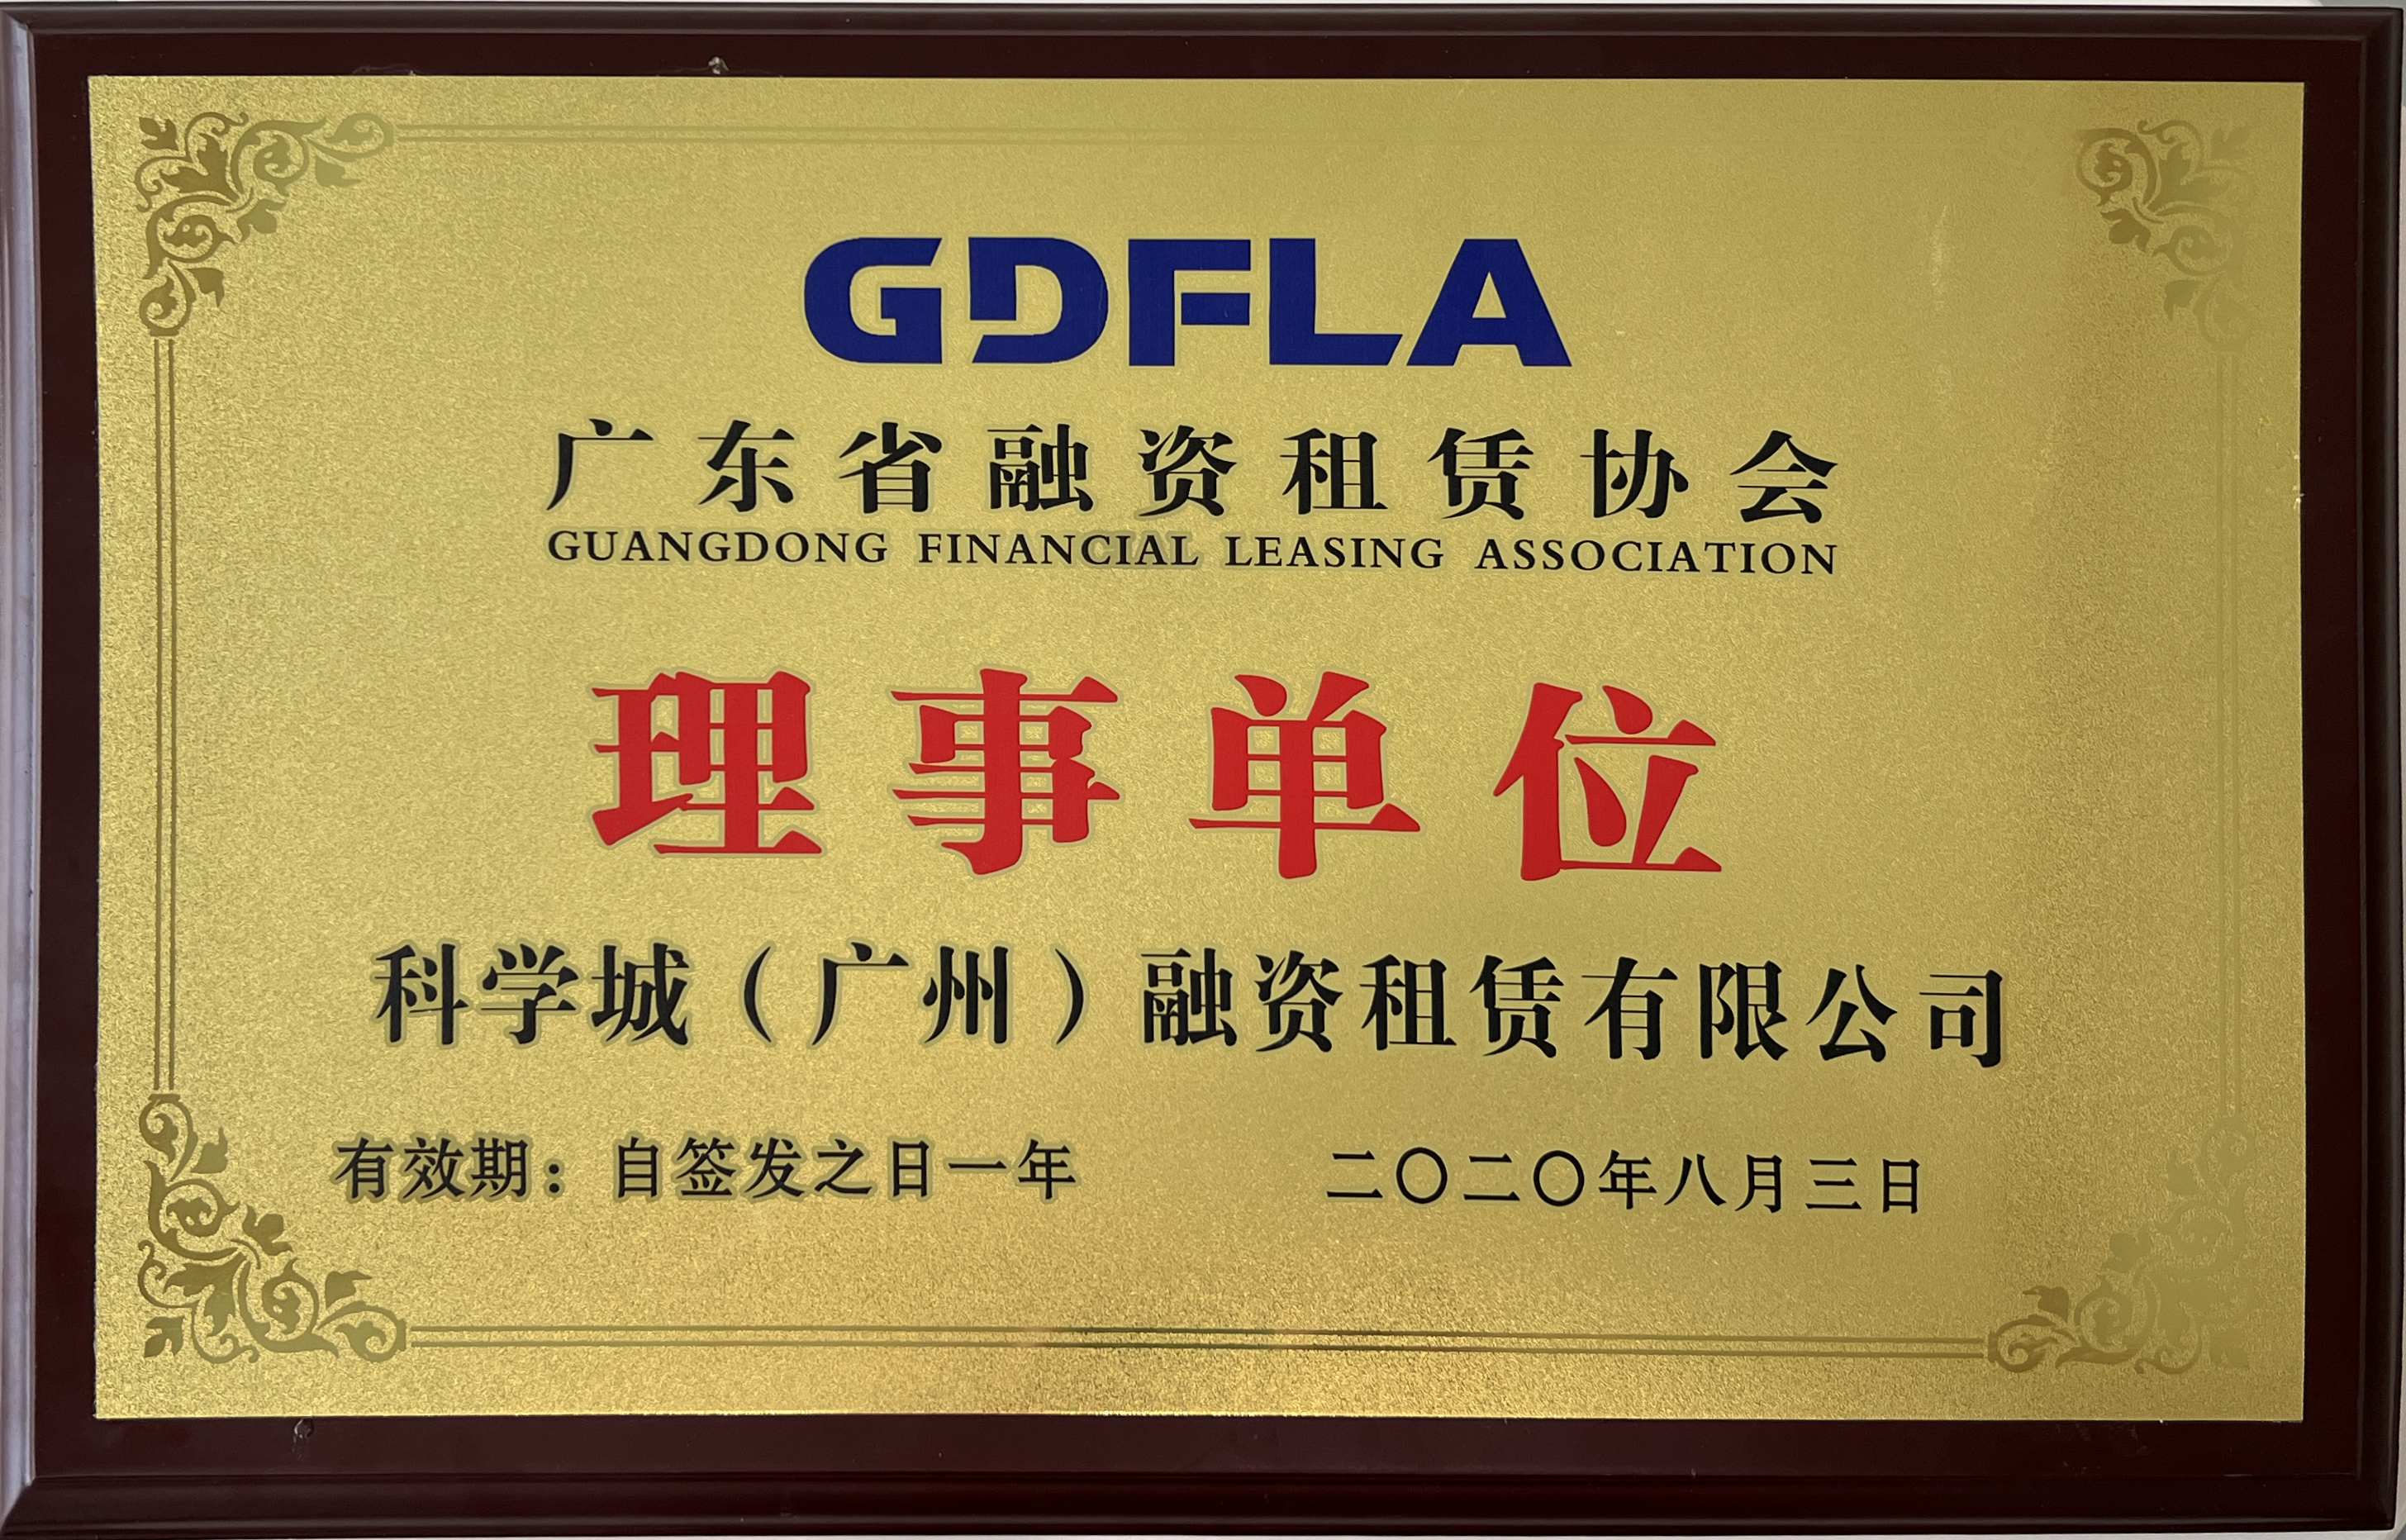 GDFLA
广东省融资租赁协会
GUANGDONG FINANCIAL LEASING ASSOCIATION
理事单位
科学城（广州）融资租赁有限公司
有效期：自签发之日一年 二〇二〇年八月三日